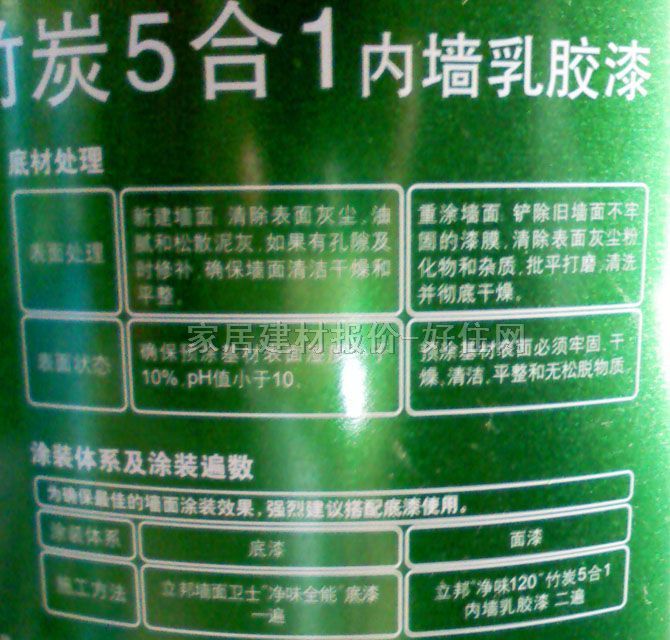 竹炭5合1内墙乳胶漆
底材处理
表面处理
新建墙面，清除表面灰尘、油
腻和松散泥灰，如果有孔隙及
时修补，确保墙面清洁干燥和
平整。
重涂墙面，铲除旧墙面不牢
固的漆膜，清除表面灰尘粉
化物和杂质，批平打磨，清洗
并彻底干燥。
家居建材报价-好住网
表面状态
确保预涂基材表面
10%，pH值小于10。
预涂基材表面必须牢固、干
燥、清洁、平整和无松脱物质。
涂装体系及涂装遍数
为确保最佳的墙面涂装效果，强烈建议搭配底漆使用。
涂装体系
底漆
面漆
施工方法
立邦墙面卫士"净味全能"底漆
一遍
立邦"净味120"竹炭5合1
内墙乳胶漆 二遍